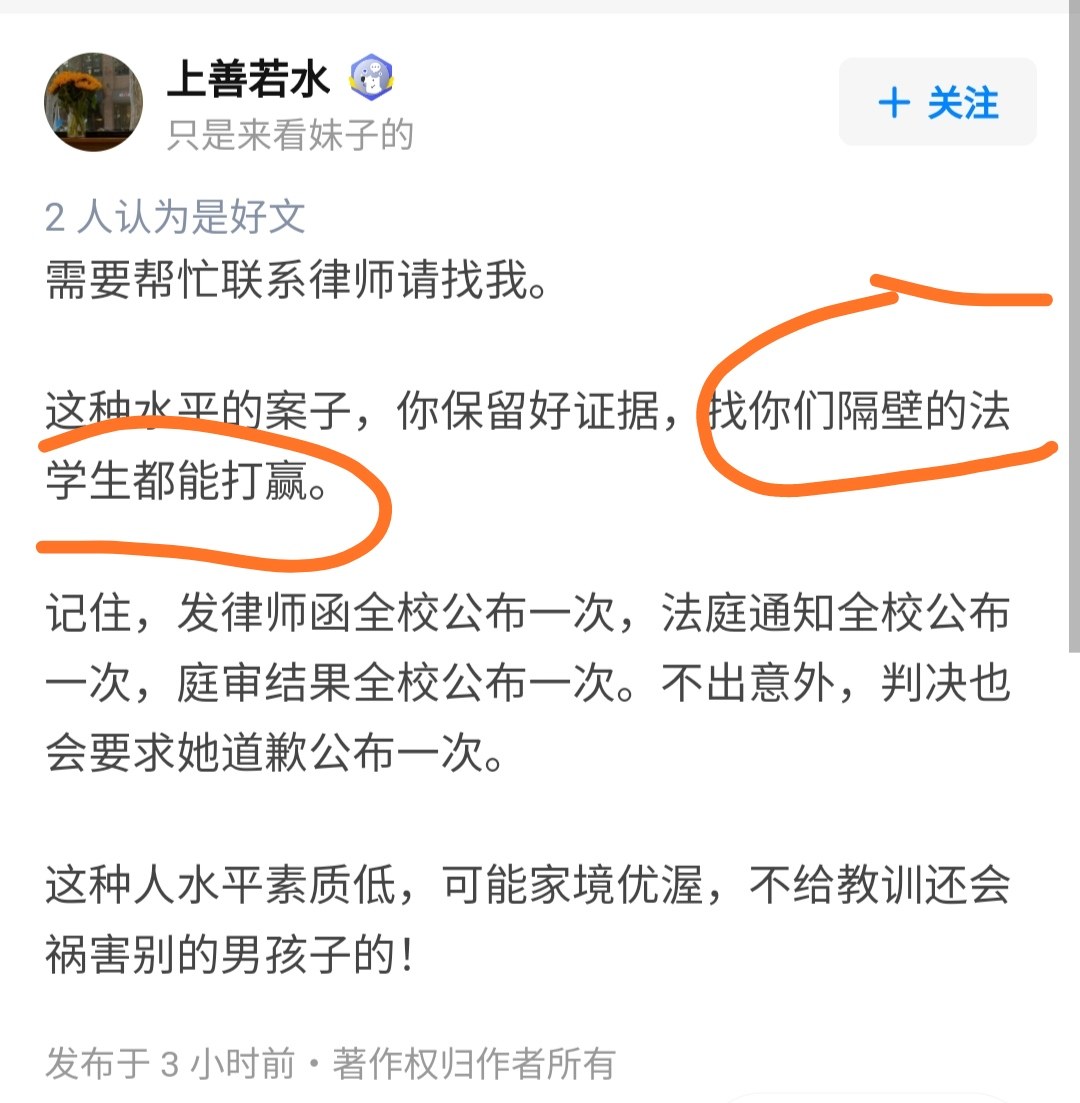 上善若水
只是来看妹子的
+ 关注
2 人认为是好文
需要帮忙联系律师请找我。
这种水平的案子，你保留好证据，找你们隔壁的法
学生都能打赢。
记住，发律师函全校公布一次，法庭通知全校公布
一次，庭审结果全校公布一次。不出意外，判决也
会要求她道歉公布一次。
这种人水平素质低，可能家境优渥，不给教训还会
祸害别的男孩子的！
发布于 3 小时前・著作权归作者所有